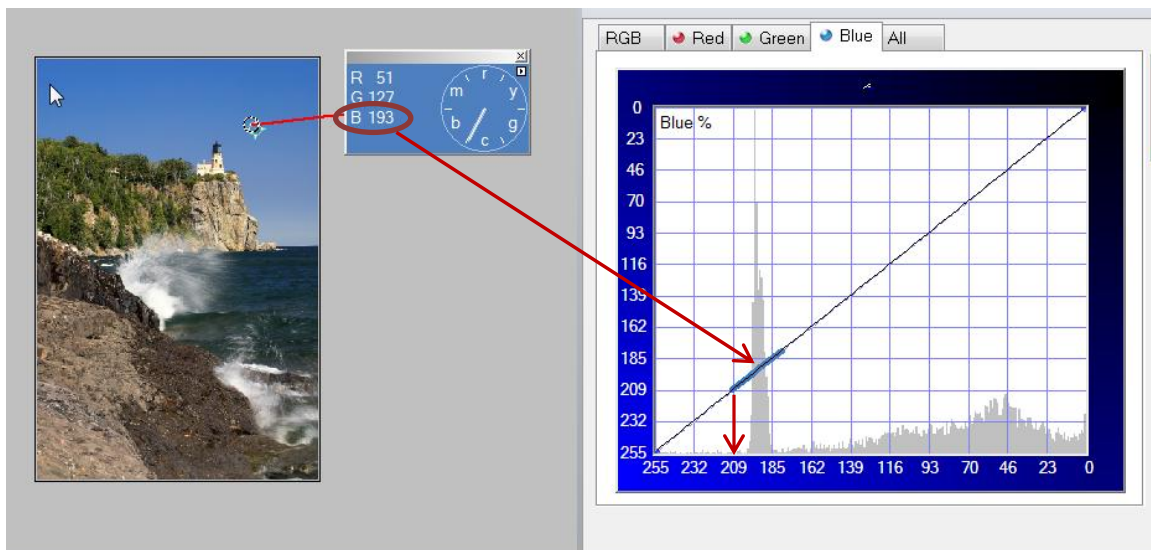 R 51
G 127
B 193
r
y
g
c
b
m
RGB Red Green Blue All
Blue %
0
23
46
70
93
116
139
162
185
209
232
255
255 232 209 185 162 139 116 93 70 46 23 0